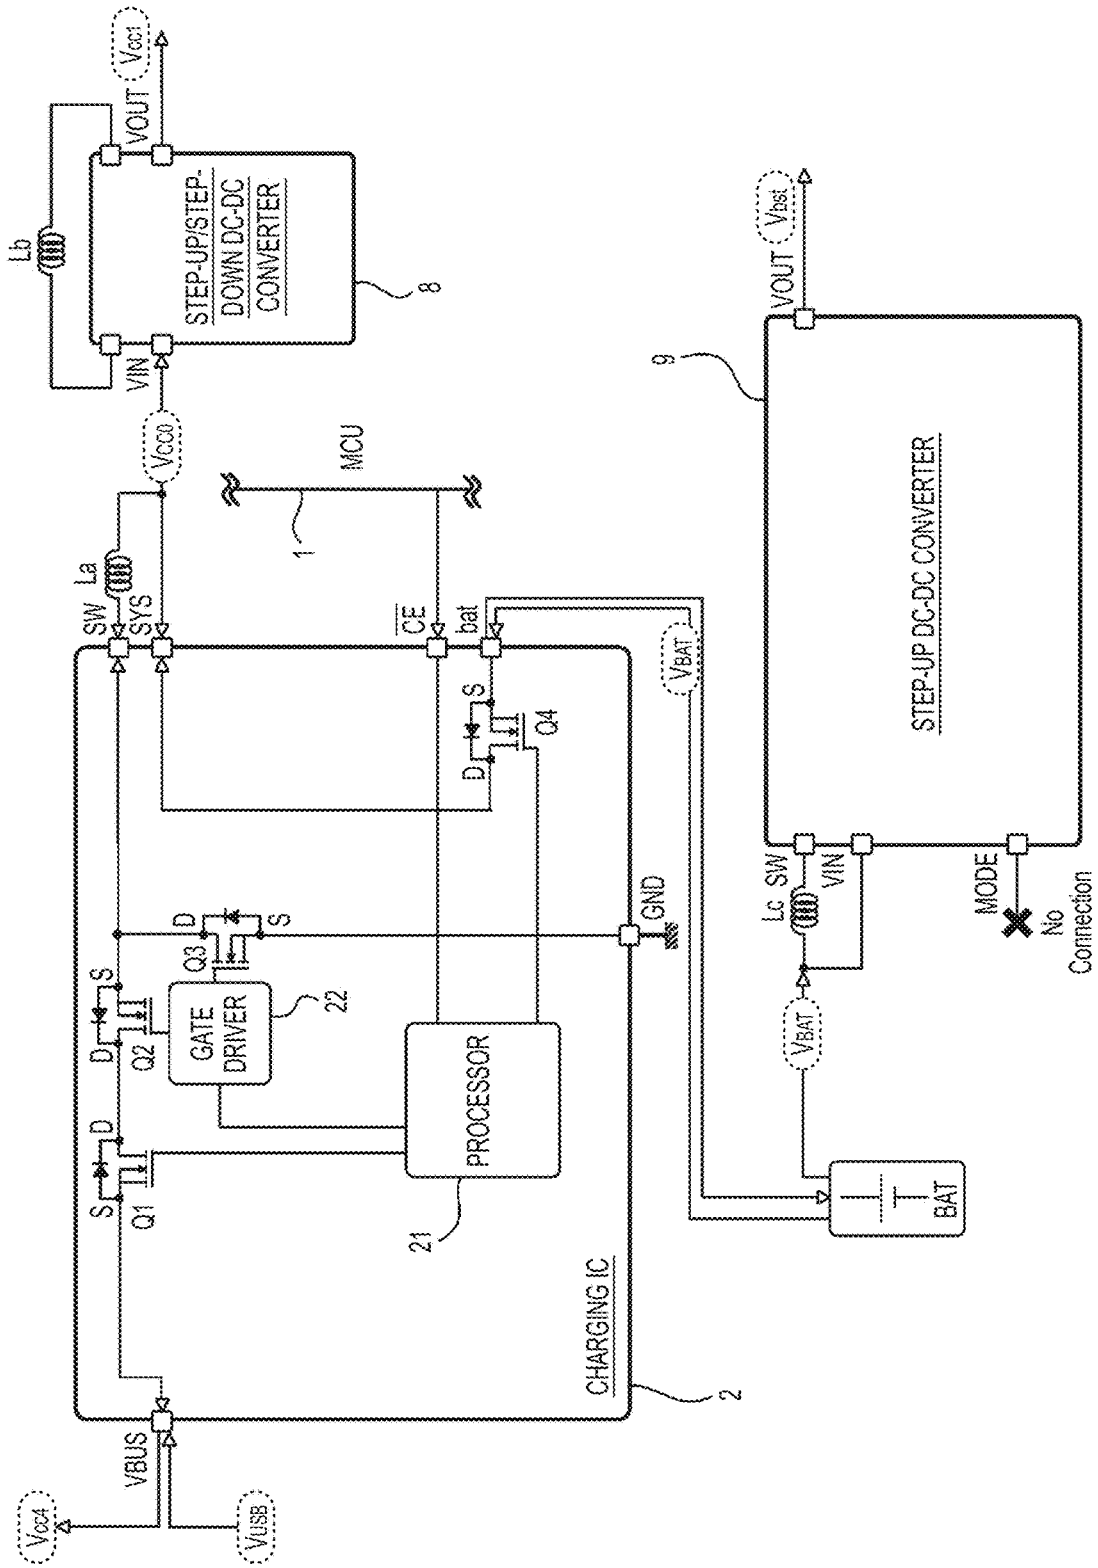 VCC4
VUSB
VBUS
CHARGING IC
2
S
D
Q1
D
S
Q2
GATE
DRIVER
22
Q3
D
S
PROCESSOR
21
GND
D
S
Q4
SW
SYS
CE
bat
La
1
MCU
VCC0
VIN
Lb
STEP-UP/STEP-
DOWN DC-DC
CONVERTER
8
VOUT
VCC1
VBAT
BAT
VBAT
Lc
SW
VIN
MODE
No
Connection
STEP-UP DC-DC CONVERTER
9
VOUT
Vbst